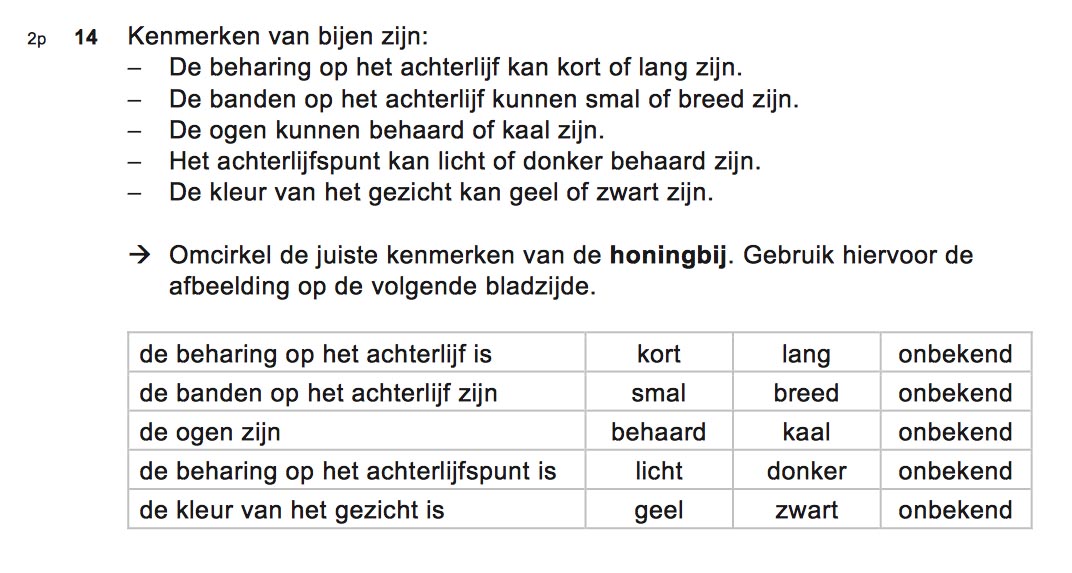 2p 14 Kenmerken van bijen zijn:
– De beharing op het achterlijf kan kort of lang zijn.
– De banden op het achterlijf kunnen smal of breed zijn.
– De ogen kunnen behaard of kaal zijn.
– Het achterlijfspunt kan licht of donker behaard zijn.
– De kleur van het gezicht kan geel of zwart zijn.
→ Omcirkel de juiste kenmerken van de honingbij. Gebruik hiervoor de
afbeelding op de volgende bladzijde.
de beharing op het achterlijf is kort lang onbekend
de banden op het achterlijf zijn smal breed onbekend
de ogen zijn behaard kaal onbekend
de beharing op het achterlijfspunt is licht donker onbekend
de kleur van het gezicht is geel zwart onbekend